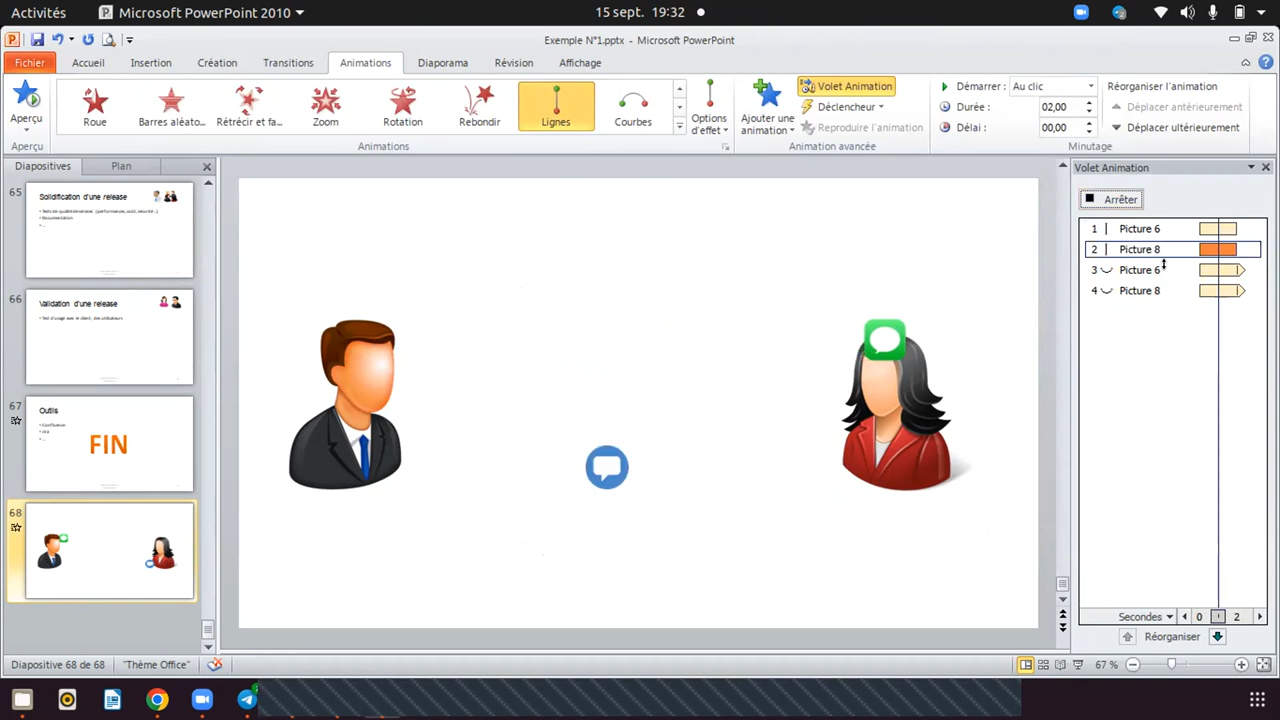 Activités
Microsoft PowerPoint 2010
15 sept. 19:32
Exemple N°1.pptx - Microsoft PowerPoint
Fichier Accueil Insertion Création Transitions Animations Diaporama Révision Affichage
Aperçu
Roue
Barres aléato...
Rétrécir et fa...
Zoom
Rotation
Rebondir
Lignes
Courbes
Options
d'effet
Ajouter une
animation
Volet Animation
Déclencheur
Reproduire l'animation
Démarrer : Au clic
Durée : 02,00
Délai : 00,00
Réorganiser l'animation
Déplacer antérieurement
Déplacer ultérieurement
Aperçu
Animations
Animation avancée
Minutage
Diapositives
Plan
65
Solidification d'une release
66
Validation d'une release
67
Outils
• Confluence
• Jira
FIN
68
Volet Animation
Arrêter
1 Picture 6
2 Picture 8
3 Picture 6
4 Picture 8
Secondes 0 2
Réorganiser
Diapositive 68 de 68
"Thème Office"
67 %